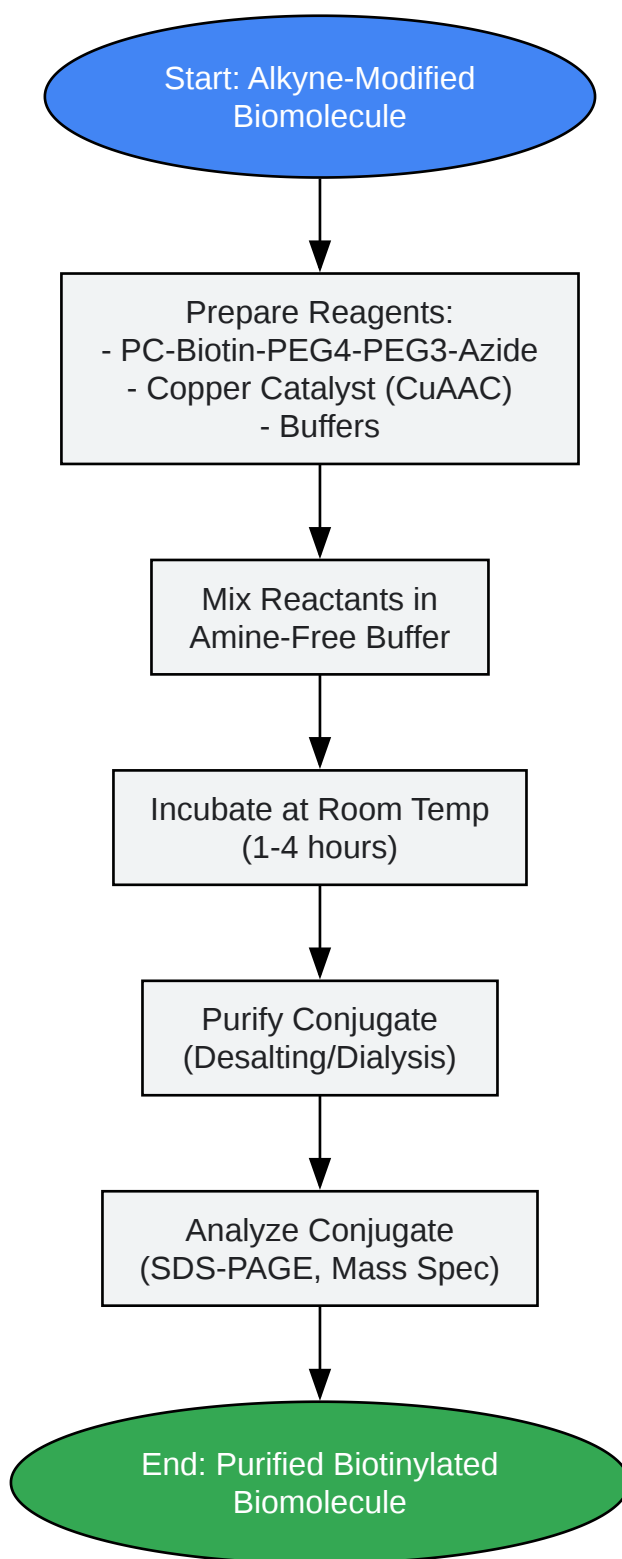 Start: Alkyne-Modified
Biomolecule
Prepare Reagents:
- PC-Biotin-PEG4-PEG3-Azide
- Copper Catalyst (CuAAC)
- Buffers
Mix Reactants in
Amine-Free Buffer
Incubate at Room Temp
(1-4 hours)
Purify Conjugate
(Desalting/Dialysis)
Analyze Conjugate
(SDS-PAGE, Mass Spec)
End: Purified Biotinylated
Biomolecule